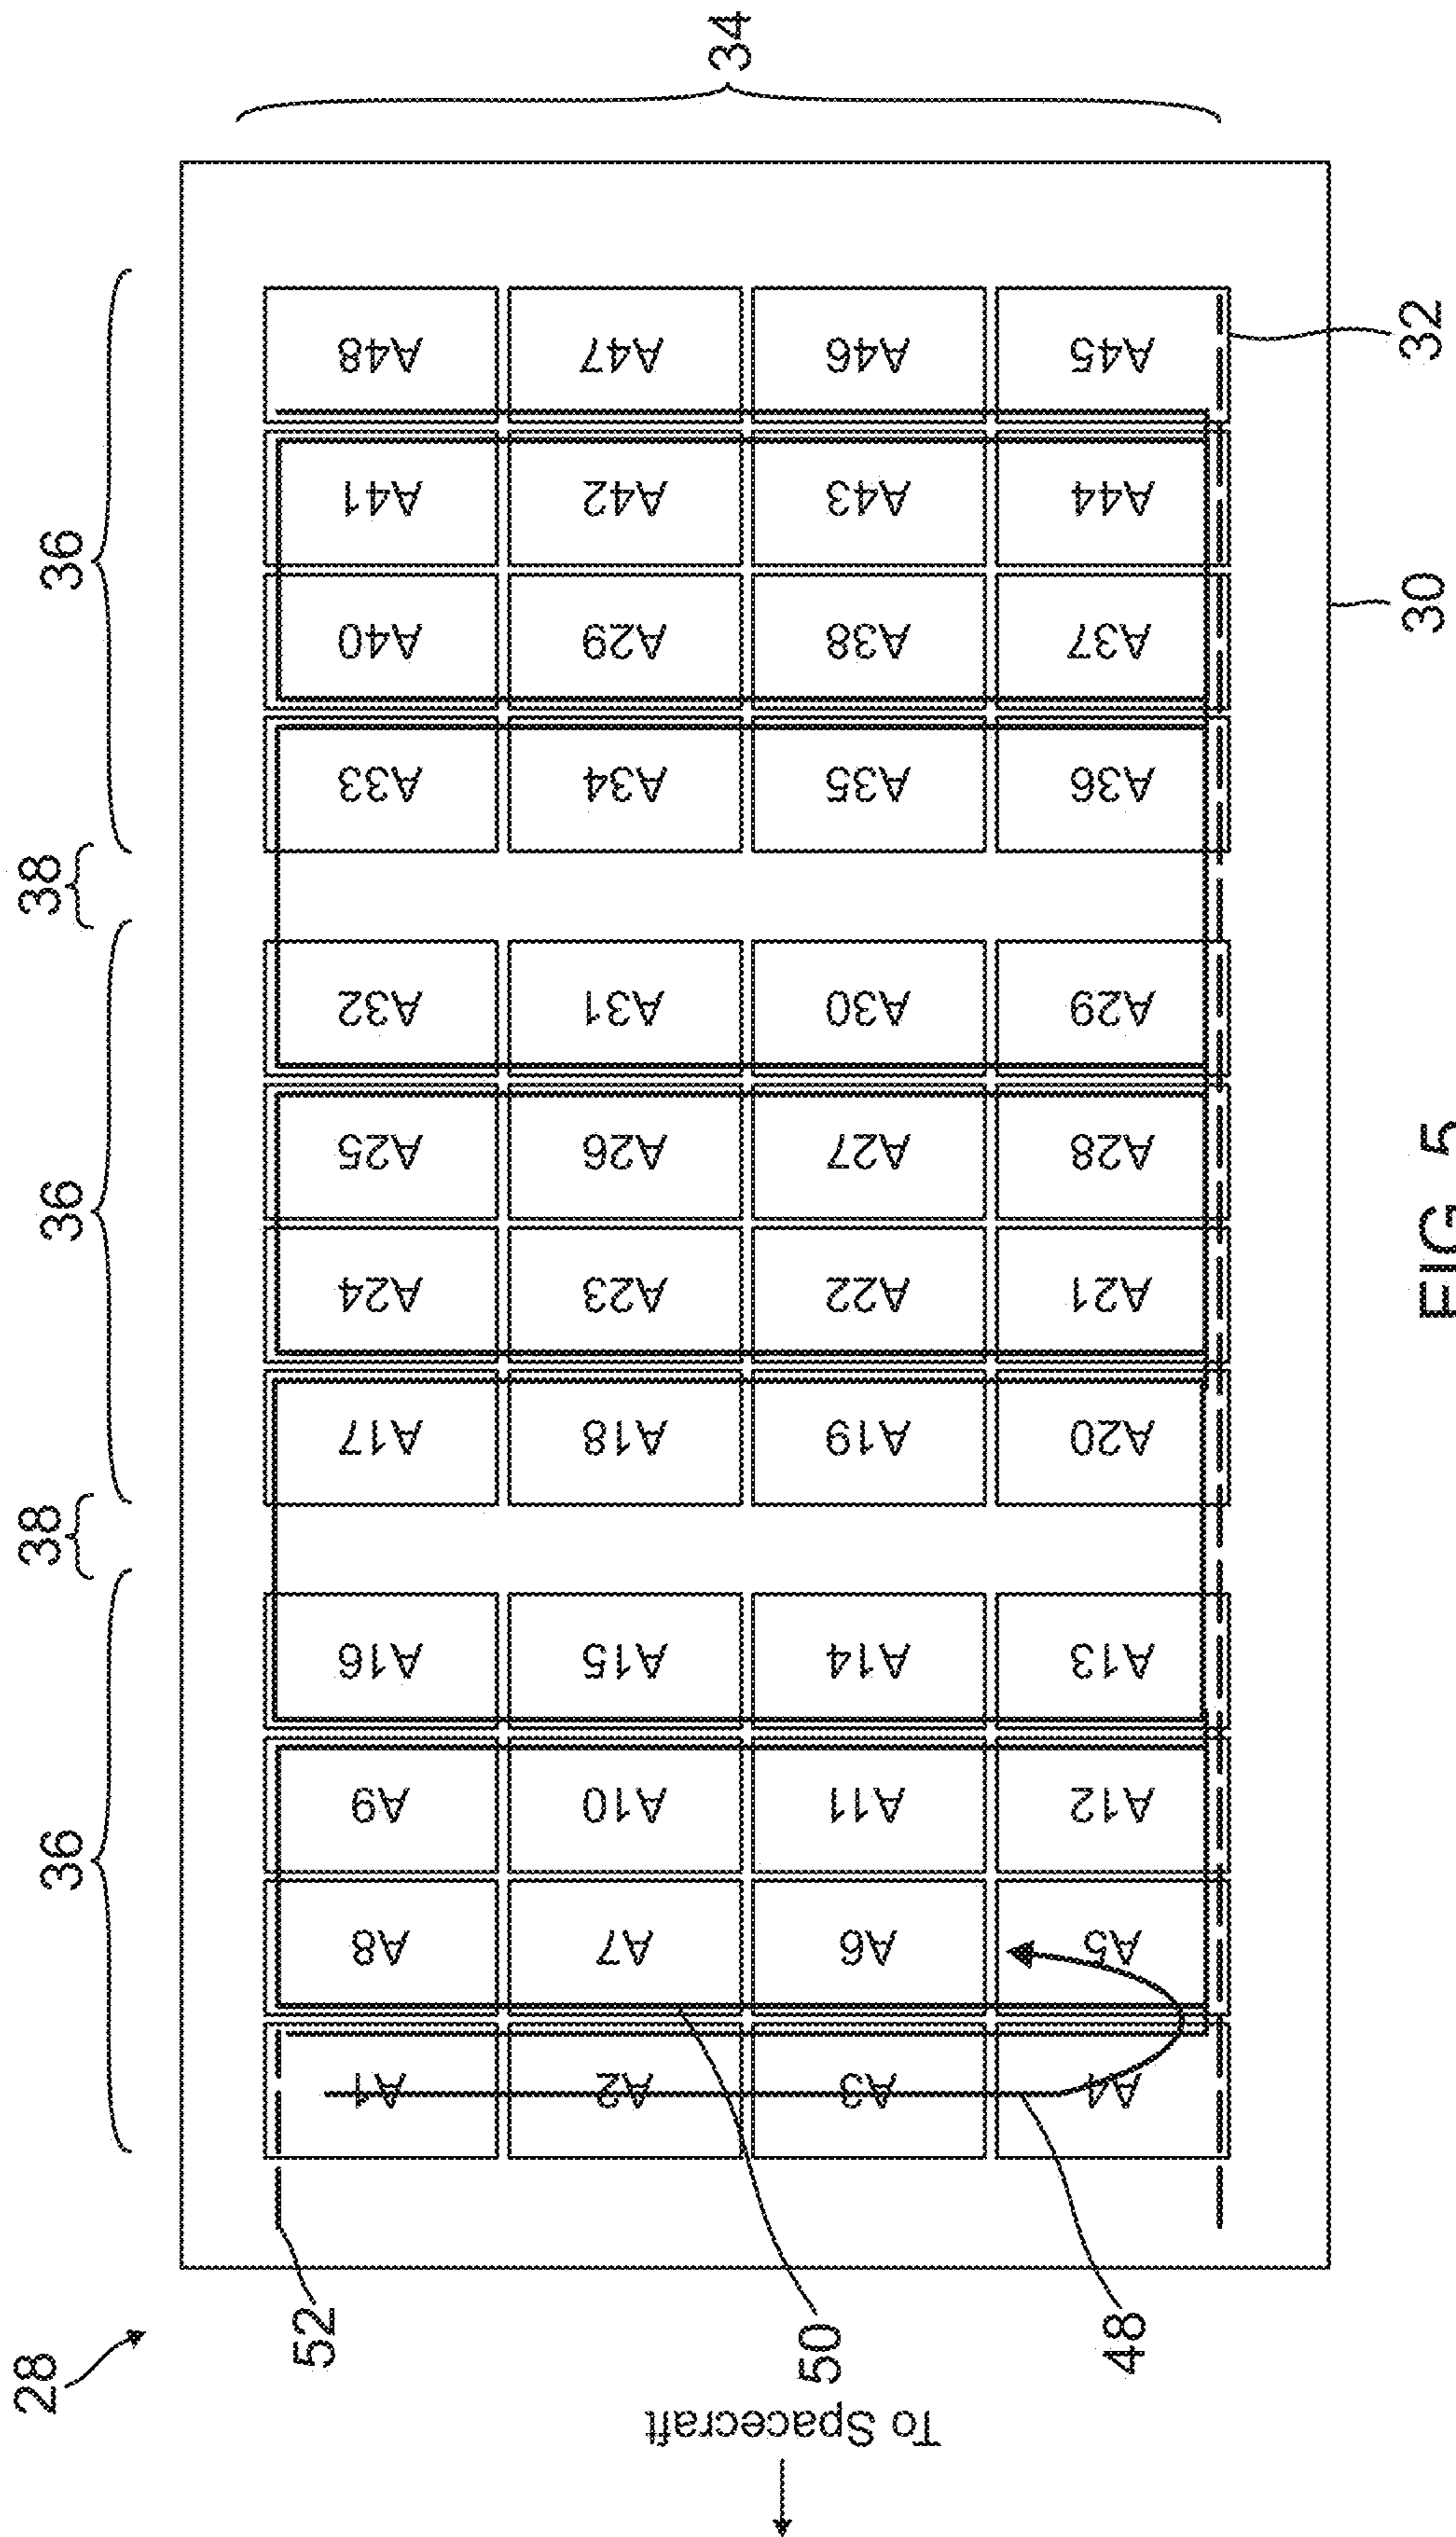 28
36 38 36 38 36
52
A1 A8 A9 A16 A17 A24 A25 A32 A33 A40 A41 A48
A2 A7 A10 A15 A18 A23 A26 A31 A34 A29 A42 A47
A3 A6 A11 A14 A19 A22 A27 A30 A35 A38 A43 A46
A4 A5 A12 A13 A20 A21 A28 A29 A36 A37 A44 A45
To Spacecraft
34
50
48
30
32
FIG. 5